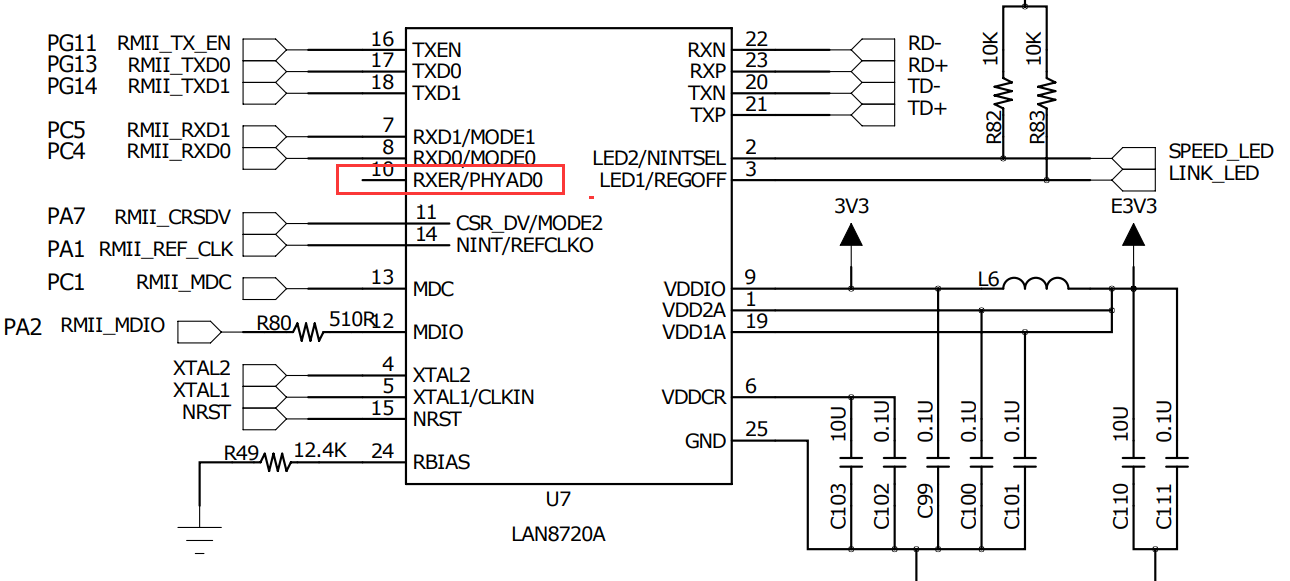 PG11 RMII_TX_EN 16 TXEN
PG13 RMII_TXD0 17 TXD0
PG14 RMII_TXD1 18 TXD1
PC5 RMII_RXD1 7 RXD1/MODE1
PC4 RMII_RXD0 8 RXD0/MODE0
10 RXER/PHYAD0
PA7 RMII_CRSDV 11 CSR_DV/MODE2
PA1 RMII_REF_CLK 14 NINT/REFCLKO
PC1 RMII_MDC 13 MDC
PA2 RMII_MDIO R80 510R 12 MDIO
XTAL2 4 XTAL2
XTAL1 5 XTAL1/CLKIN
NRST 15 NRST
R49 12.4K 24 RBIAS
RXN 22 RD-
RXP 23 RD+
TXN 20 TD-
TXP 21 TD+
10K
R82
10K
R83
LED2/NINTSEL 2 SPEED_LED
LED1/REGOFF 3 LINK_LED
3V3
E3V3
VDDIO 9 L6
VDD2A 1
VDD1A 19
VDDCR 6
GND 25
10U
C103
0.1U
C102
0.1U
C99
0.1U
C100
0.1U
C101
10U
C110
0.1U
C111
U7
LAN8720A